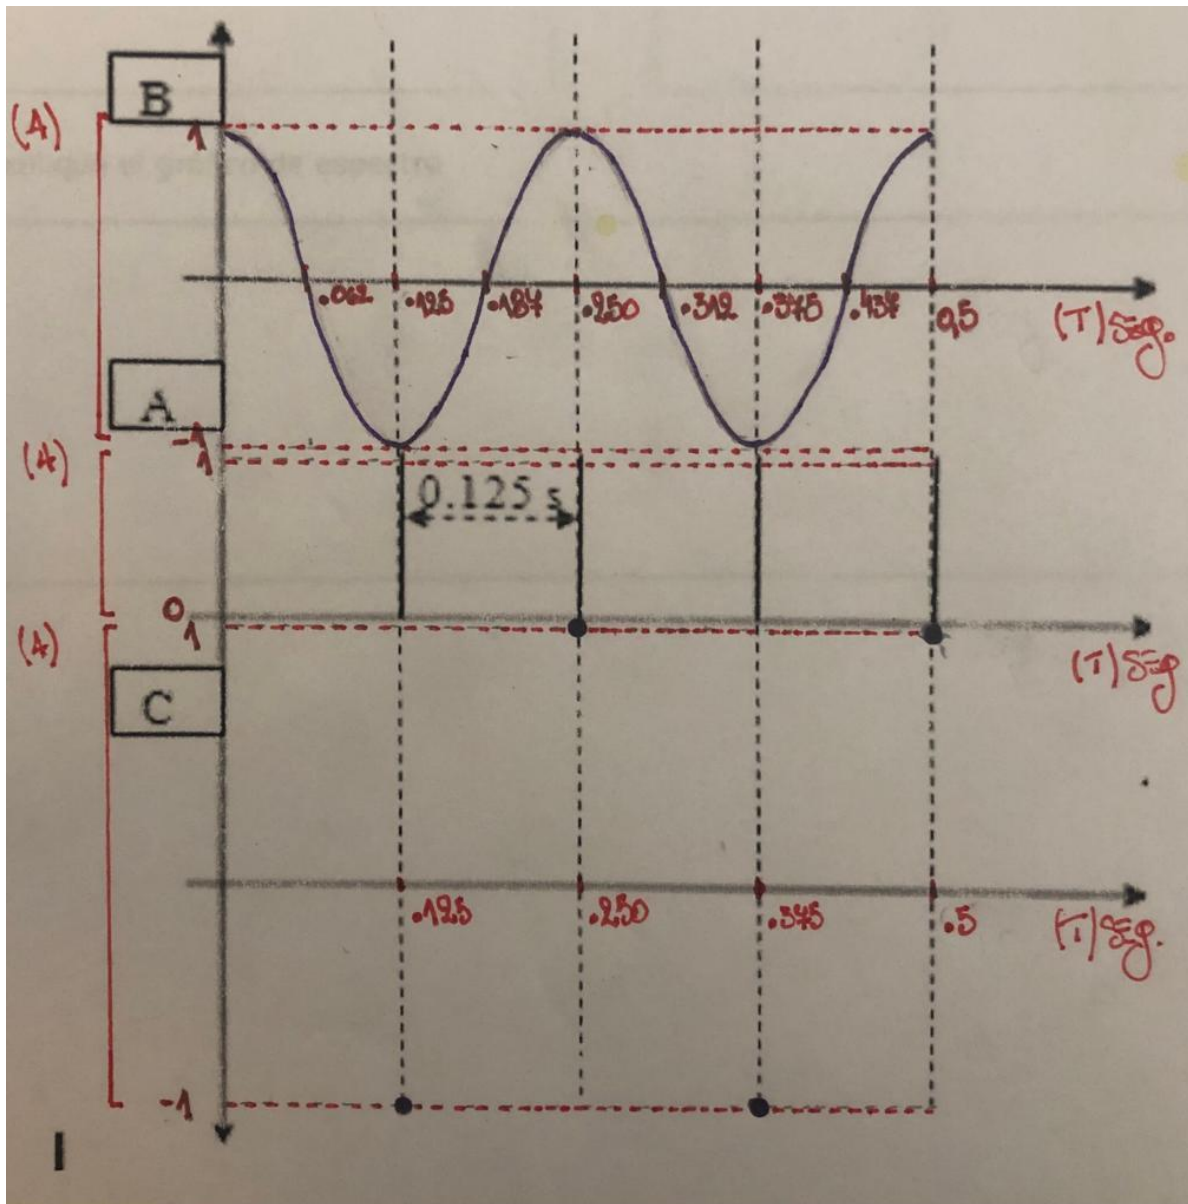 B
(A)
1
.062 .125 .187 .250 .312 .375 .437 0,5
(T) Seg.
A
-1
(A)
1
0.125 s
0
1
(A)
(T) SEg
C
.125 .250 .375 .5
(T) SEg.
-1